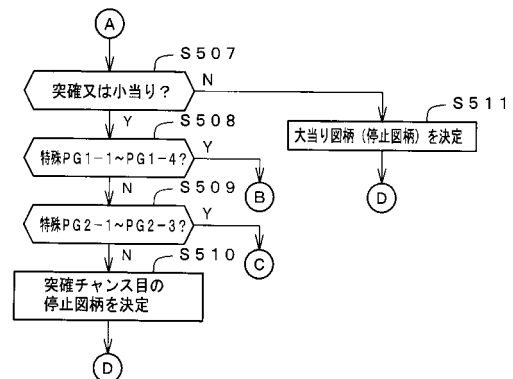 A
S507
突確又は小当り?
N
Y
S511
大当り図柄(停止図柄)を決定
D
S508
特殊PG1-1~PG1-4?
Y
B
N
S509
特殊PG2-1~PG2-3?
Y
C
N
S510
突確チャンス目の
停止図柄を決定
D